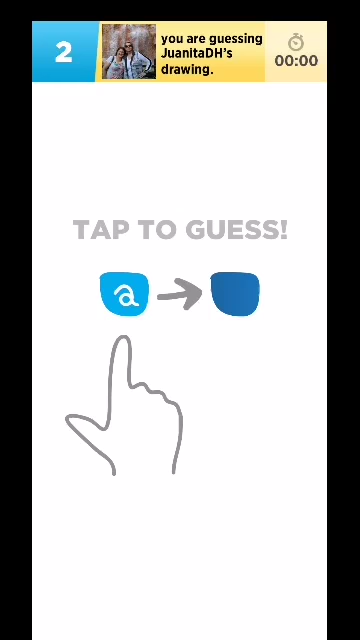 2
you are guessing
JuanitaDH's
drawing.
00:00
TAP TO GUESS!
a